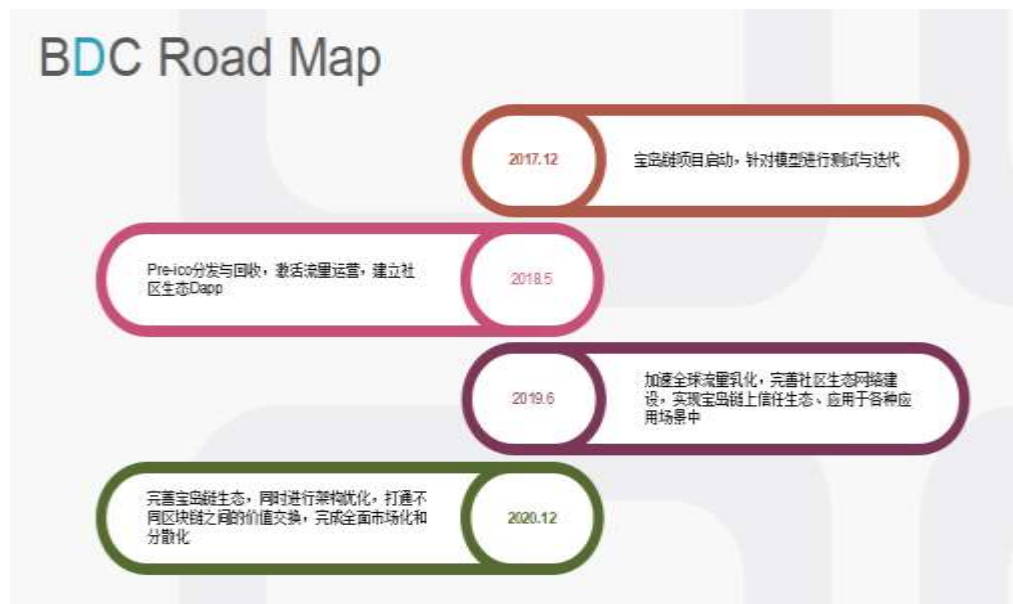 BDC Road Map
2017.12
宝岛链项目启动，针对模型进行测试与迭代
Pre-ico分发与回收，激活流量运营，建立社
区生态Dapp
2018.5
2019.6
加速全球流量乳化，完善社区生态网络建
设，实现宝岛链上信任生态、应用于各种应
用场景中
完善宝岛链生态，同时进行架构优化，打通不
同区块链之间的价值交换，完成全面市场化和
分散化
2020.12